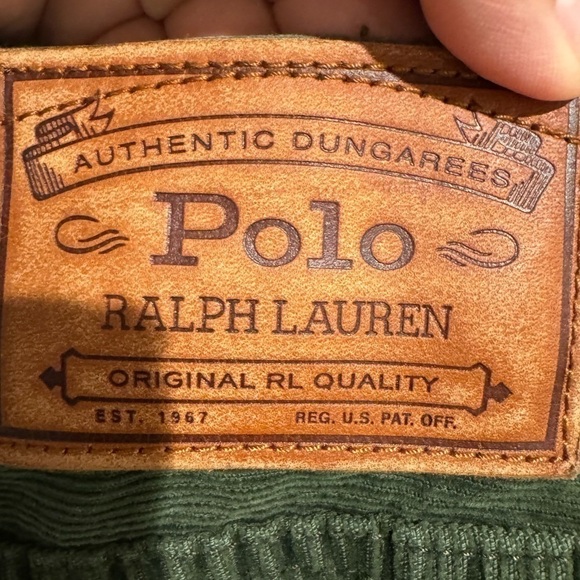 AUTHENTIC DUNGAREES
Polo
RALPH LAUREN
ORIGINAL RL QUALITY
EST. 1967 REG. U.S. PAT. OFF.